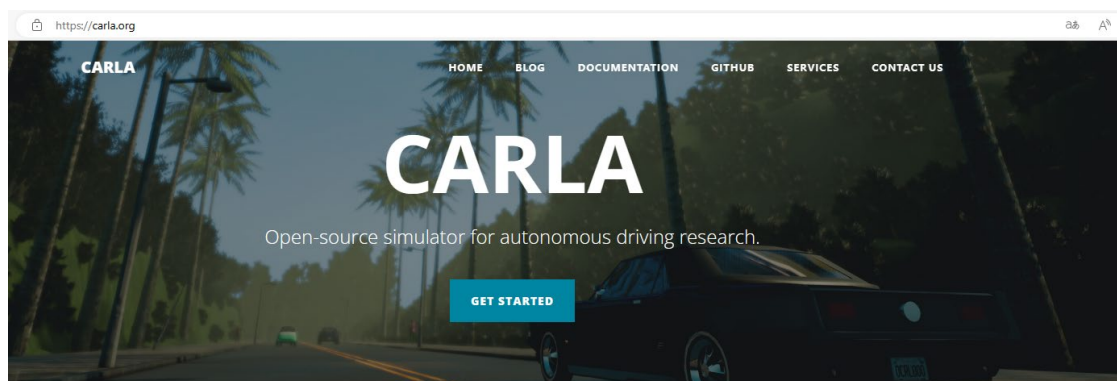 https://carla.org
CARLA
HOME BLOG DOCUMENTATION GITHUB SERVICES CONTACT US
CARLA
Open-source simulator for autonomous driving research.
GET STARTED